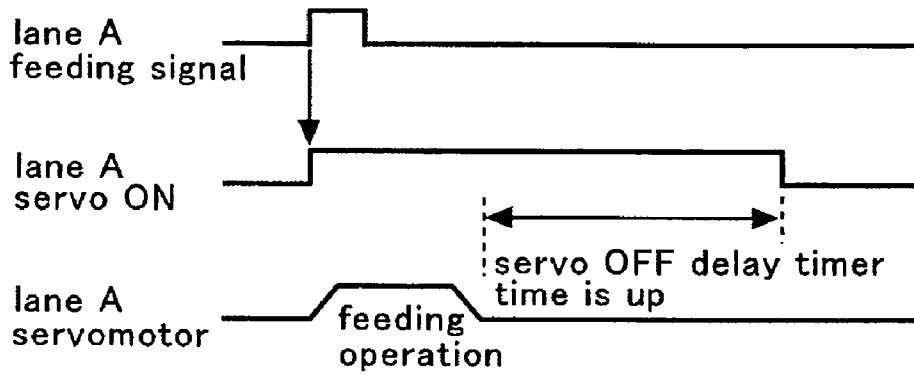 lane A
feeding signal
lane A
servo ON
servo OFF delay timer
time is up
lane A
servomotor
feeding
operation